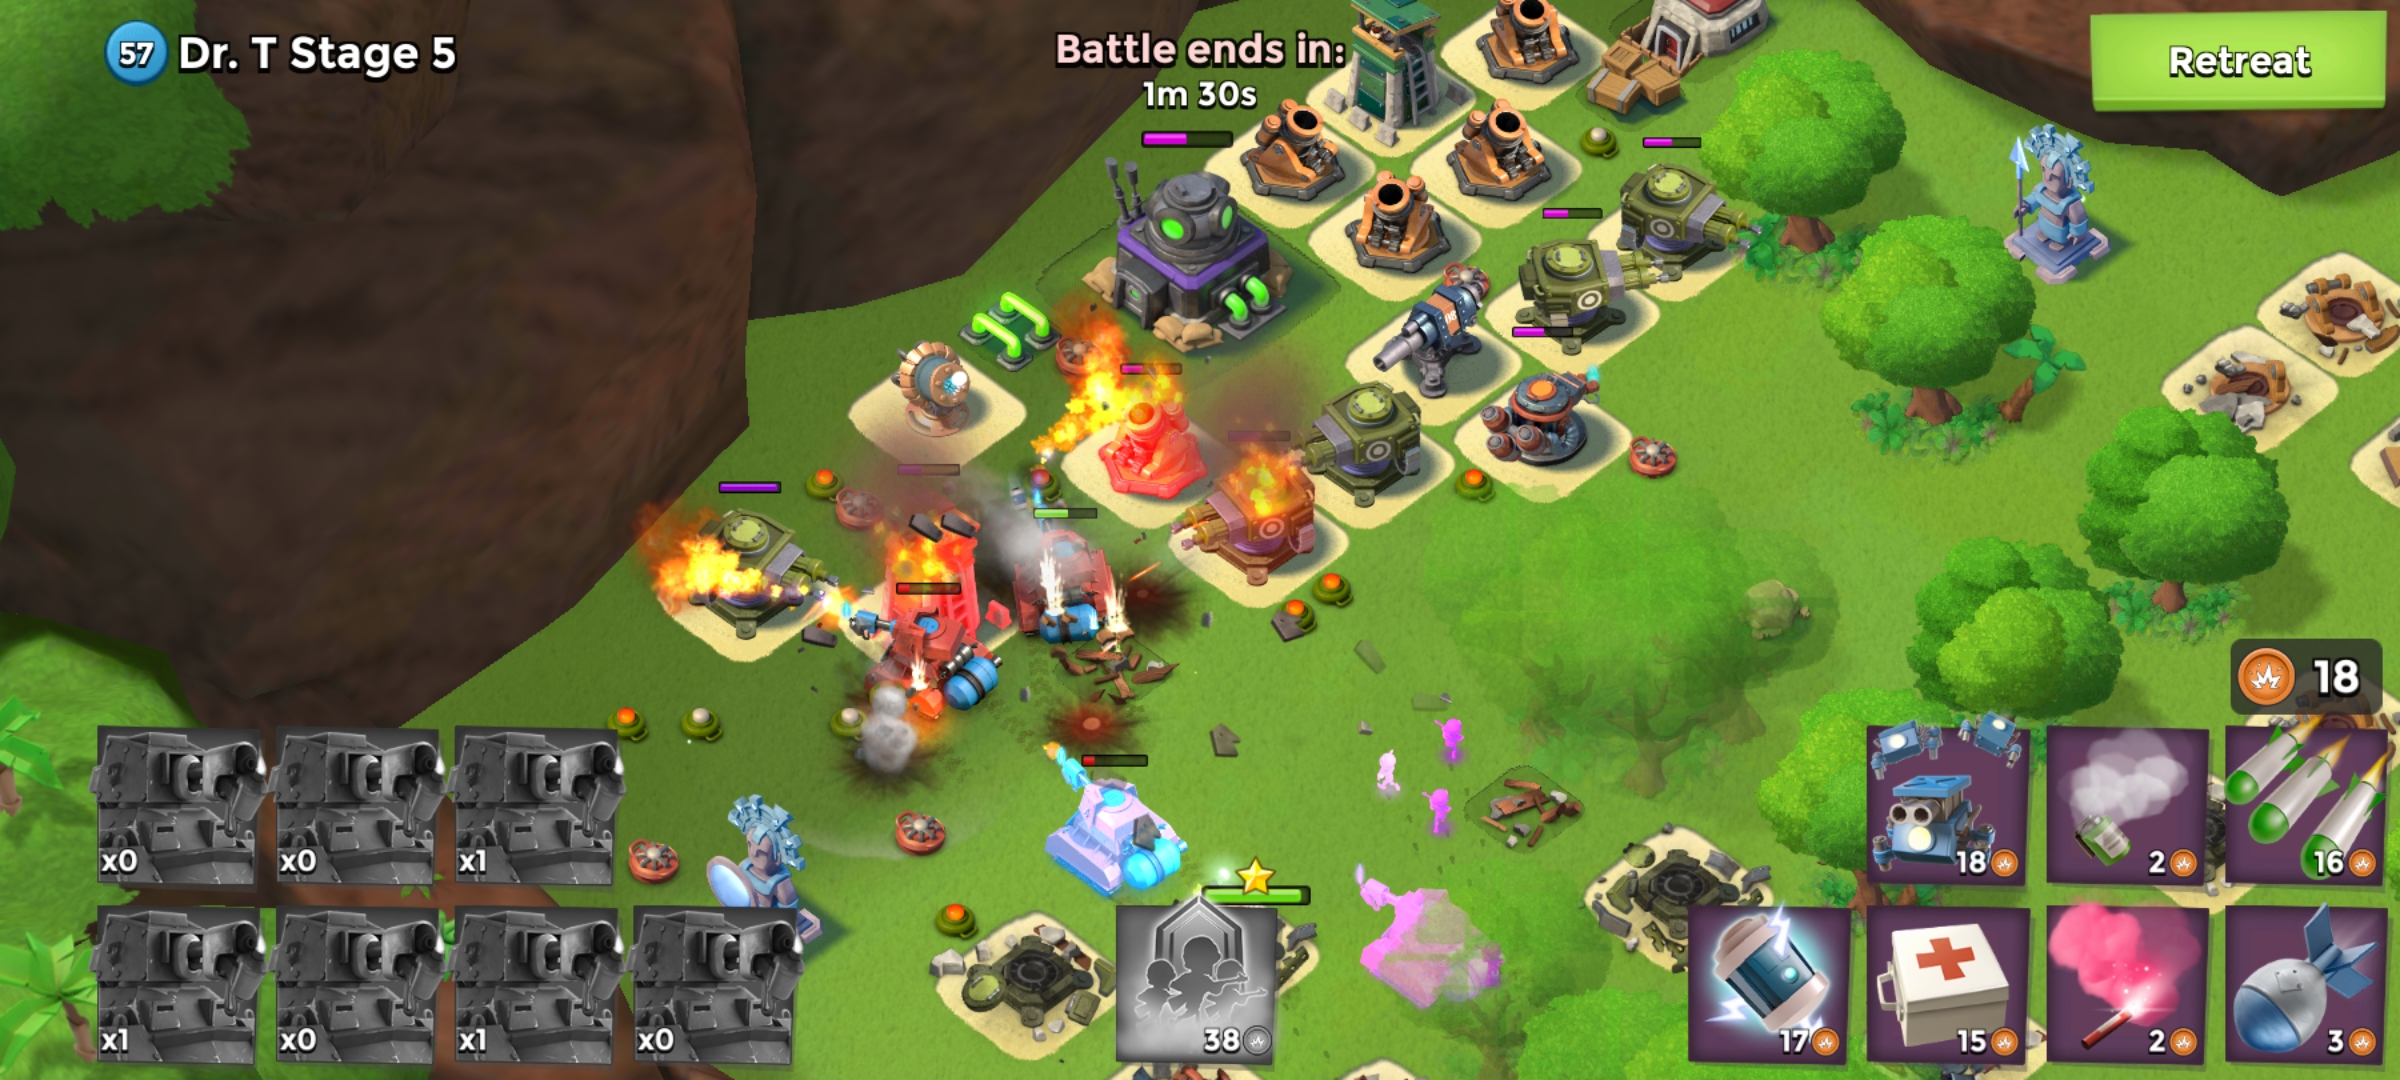 57 Dr. T Stage 5
Battle ends in:
1m 30s
Retreat
18
x0 x0 x1
18 2 16
x1 x0 x1 x0
38
17 15 2 3